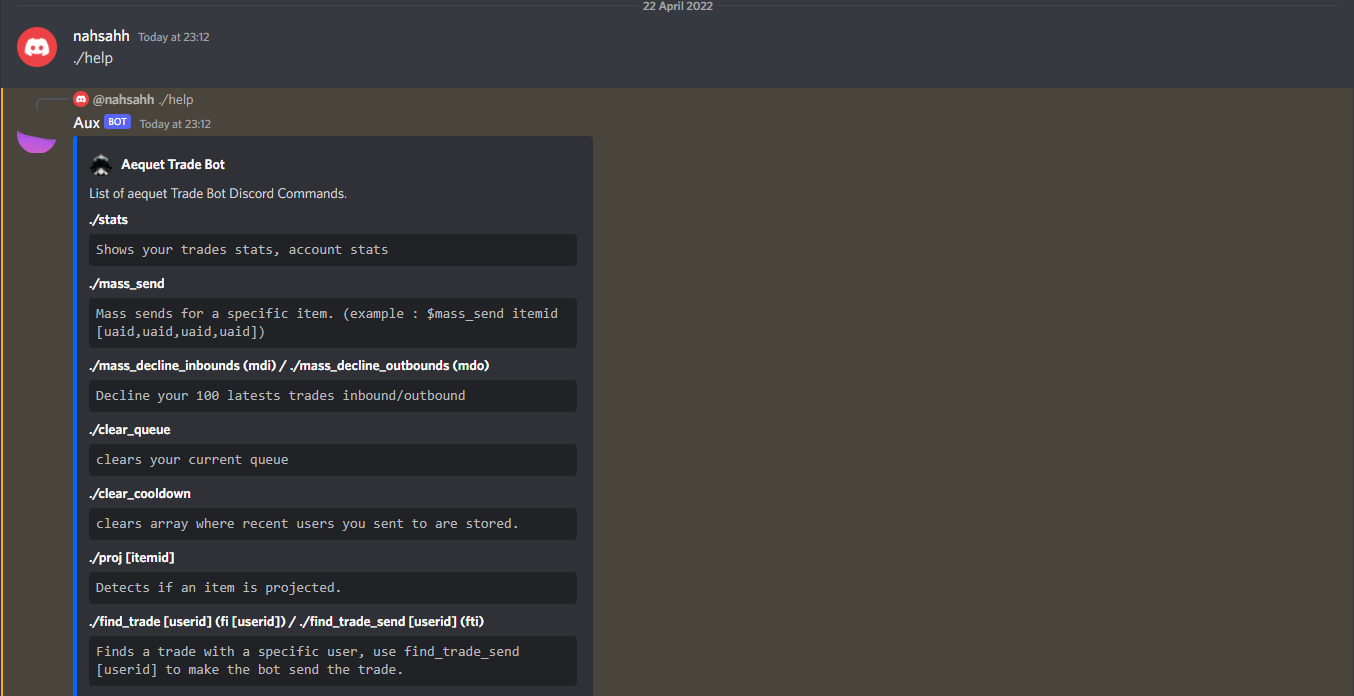 22 April 2022
nahsahh Today at 23:12
./help
@nahsahh ./help
Aux BOT Today at 23:12
Aequet Trade Bot
List of aequet Trade Bot Discord Commands.
./stats
Shows your trades stats, account stats
./mass_send
Mass sends for a specific item. (example : $mass_send itemid
[uaid,uaid,uaid,uaid])
./mass_decline_inbounds (mdi) / ./mass_decline_outbounds (mdo)
Decline your 100 latests trades inbound/outbound
./clear_queue
clears your current queue
./clear_cooldown
clears array where recent users you sent to are stored.
./proj [itemid]
Detects if an item is projected.
./find_trade [userid] (fi [userid]) / ./find_trade_send [userid] (fti)
Finds a trade with a specific user, use find_trade_send
[userid] to make the bot send the trade.